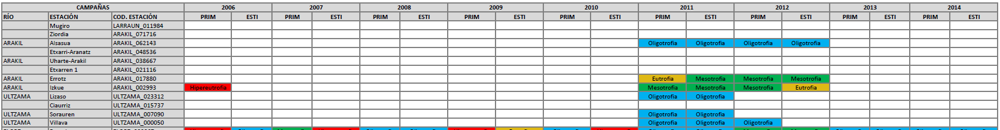 CAMPAÑAS 2006 2007 2008 2009 2010 2011 2012 2013 2014
RÍO ESTACIÓN COD. ESTACIÓN PRIM ESTI PRIM ESTI PRIM ESTI PRIM ESTI PRIM ESTI PRIM ESTI PRIM ESTI PRIM ESTI PRIM ESTI
Mugiro LARRAUN_011984
Ziordia ARAKIL_071716
ARAKIL Alsasua ARAKIL_062143 Oligotrofia Oligotrofia Oligotrofia Oligotrofia
Etxarri-Aranatz ARAKIL_048536
ARAKIL Uharte-Arakil ARAKIL_038667
Etxarren 1 ARAKIL_021116
ARAKIL Errotz ARAKIL_017880 Eutrofia Mesotrofia Mesotrofia Mesotrofia
ARAKIL Izkue ARAKIL_002993 Hipereutrofia Mesotrofia Mesotrofia Mesotrofia Eutrofia
ULTZAMA Lizaso ULTZAMA_023312 Oligotrofia Oligotrofia
Ciaurriz ULTZAMA_015737
ULTZAMA Sorauren ULTZAMA_007090 Oligotrofia Oligotrofia
ULTZAMA Villava ULTZAMA_000050 Oligotrofia Oligotrofia Oligotrofia